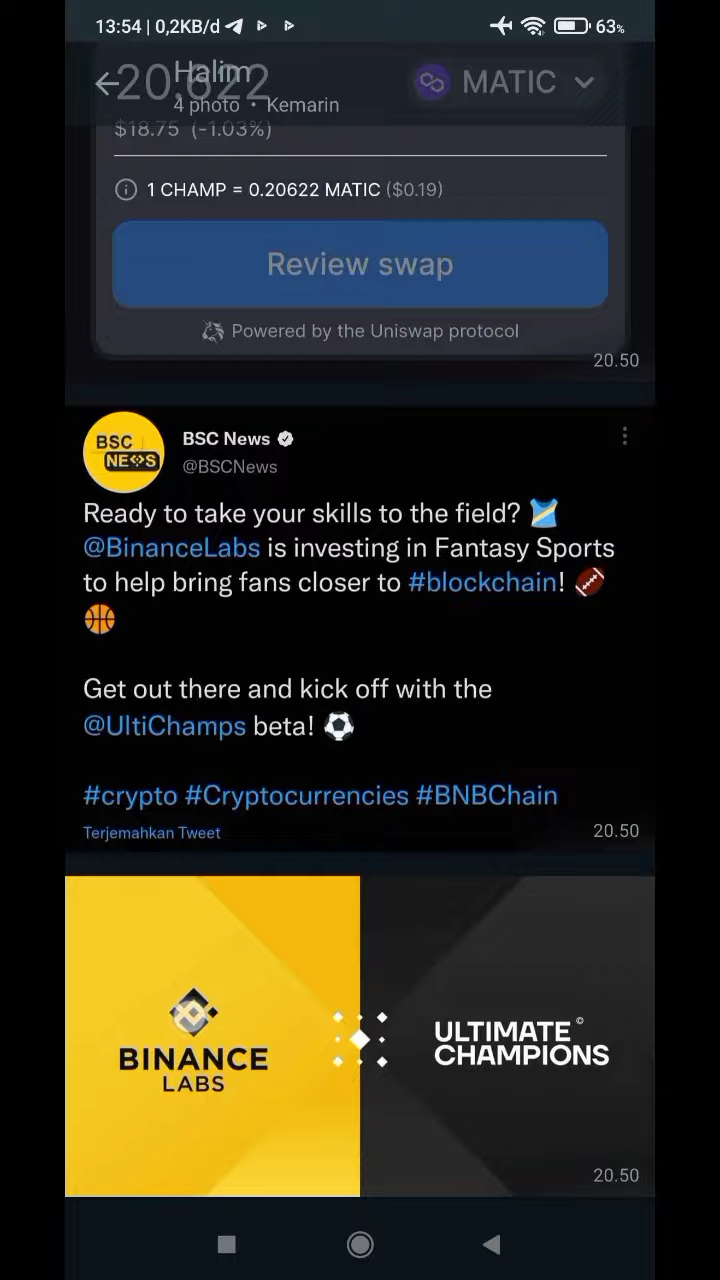 13:54 | 0,2KB/d
63%
Halim
20,622
MATIC
4 photo • Kemarin
$18.75 (-1.03%)
1 CHAMP = 0.20622 MATIC ($0.19)
Review swap
Powered by the Uniswap protocol
20.50
BSC
NEWS
BSC News
@BSCNews
Ready to take your skills to the field?
@BinanceLabs is investing in Fantasy Sports
to help bring fans closer to #blockchain!
Get out there and kick off with the
@UltiChamps beta!
#crypto #Cryptocurrencies #BNBChain
Terjemahkan Tweet
20.50
BINANCE
LABS
ULTIMATE©
CHAMPIONS
20.50